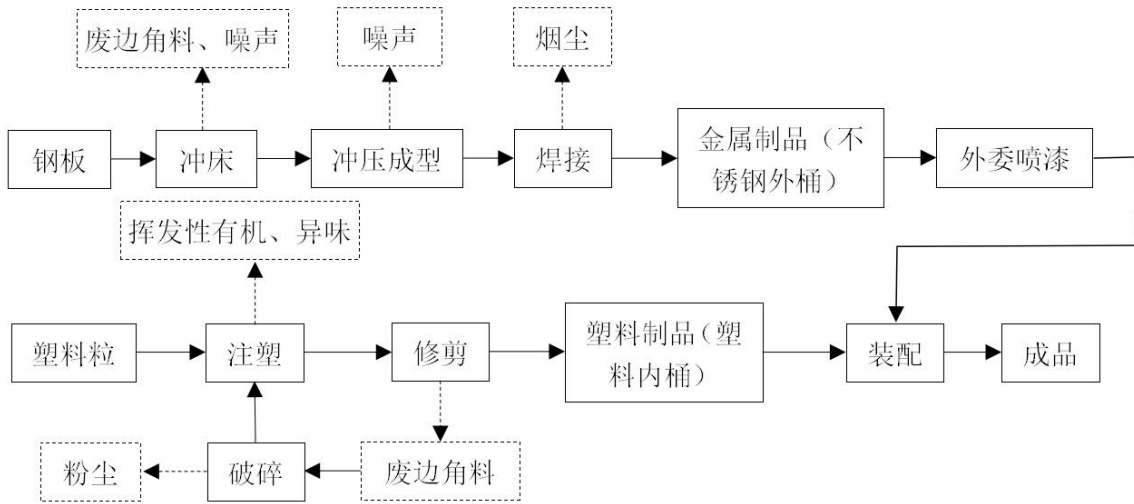 废边角料、噪声
噪声
烟尘
钢板
冲床
冲压成型
焊接
金属制品（不
锈钢外桶）
外委喷漆
挥发性有机、异味
塑料粒
注塑
修剪
塑料制品（塑
料内桶）
装配
成品
粉尘
破碎
废边角料